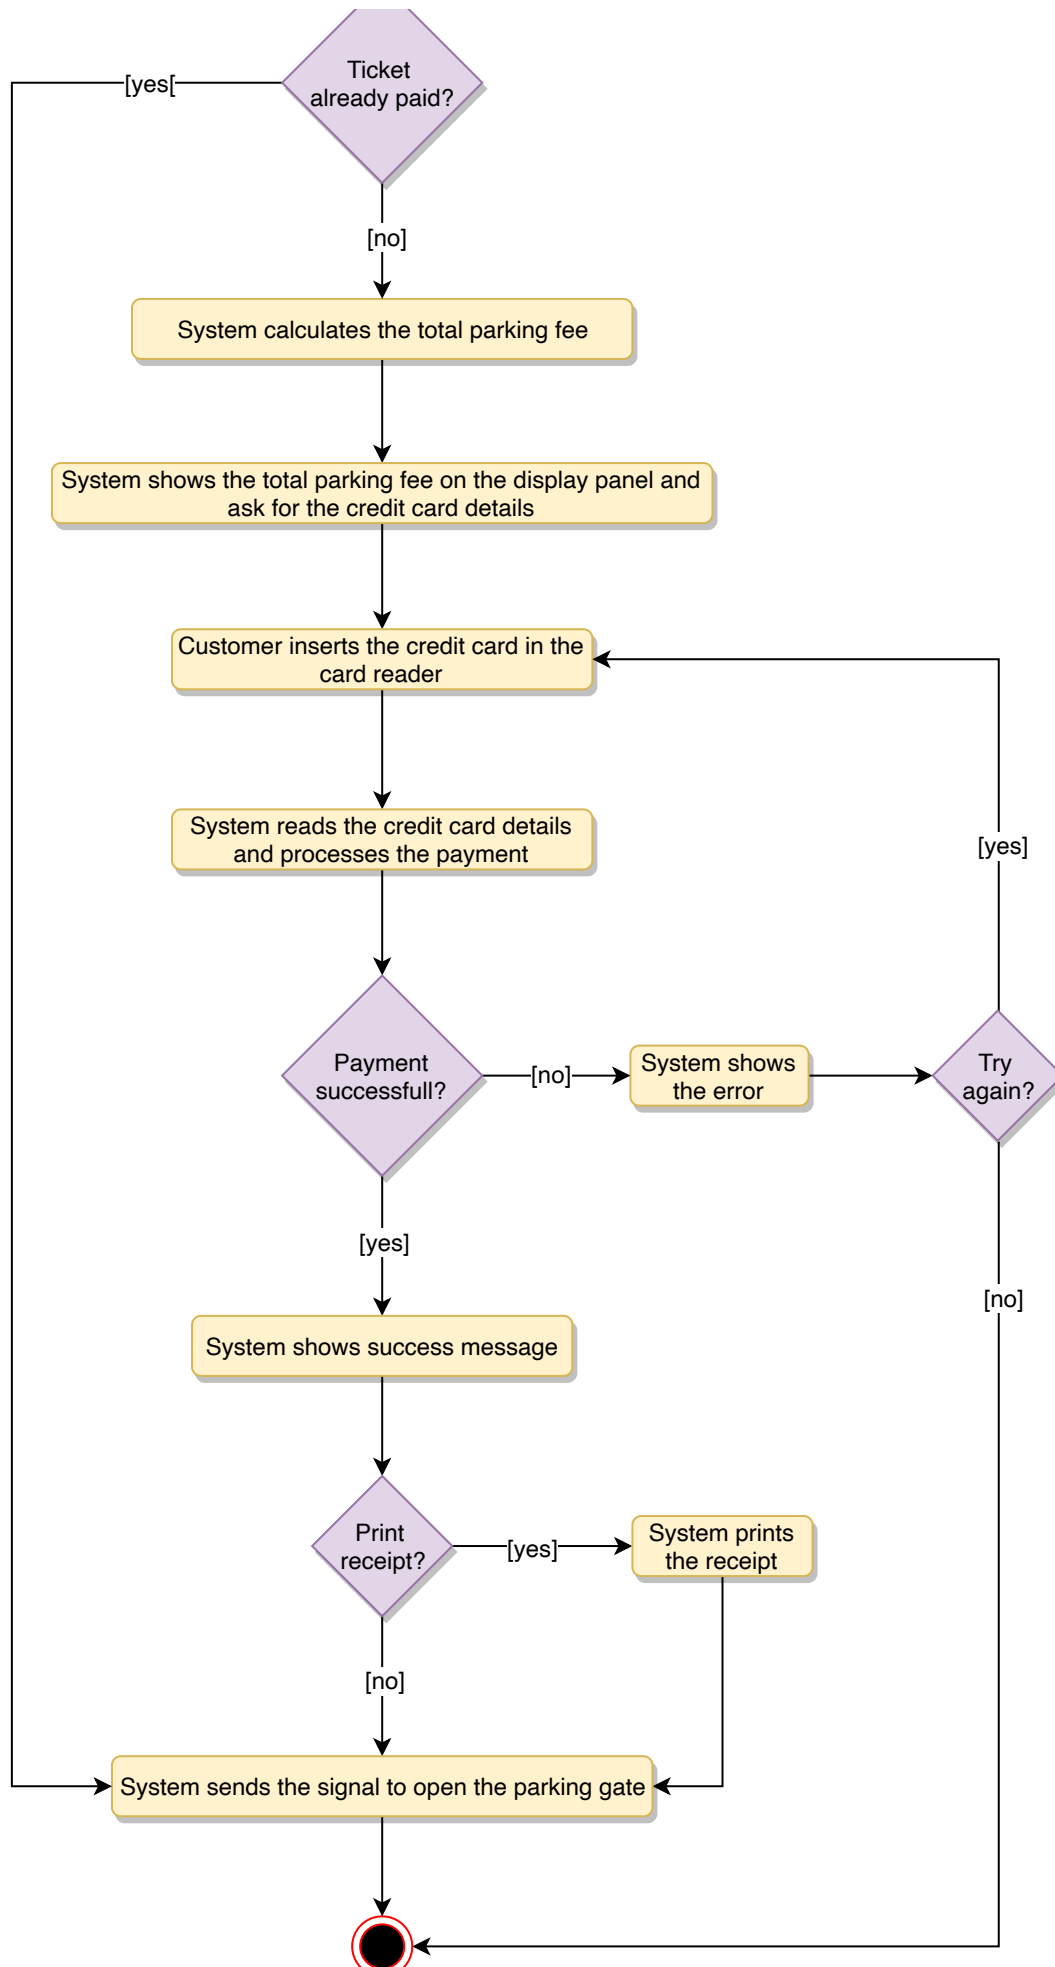 Ticket
already paid?
[yes[
[no]
System calculates the total parking fee
System shows the total parking fee on the display panel and
ask for the credit card details
Customer inserts the credit card in the
card reader
System reads the credit card details
and processes the payment
[yes]
Payment
successfull?
[no]
System shows
the error
Try
again?
[yes]
[no]
System shows success message
Print
receipt?
[yes]
System prints
the receipt
[no]
System sends the signal to open the parking gate